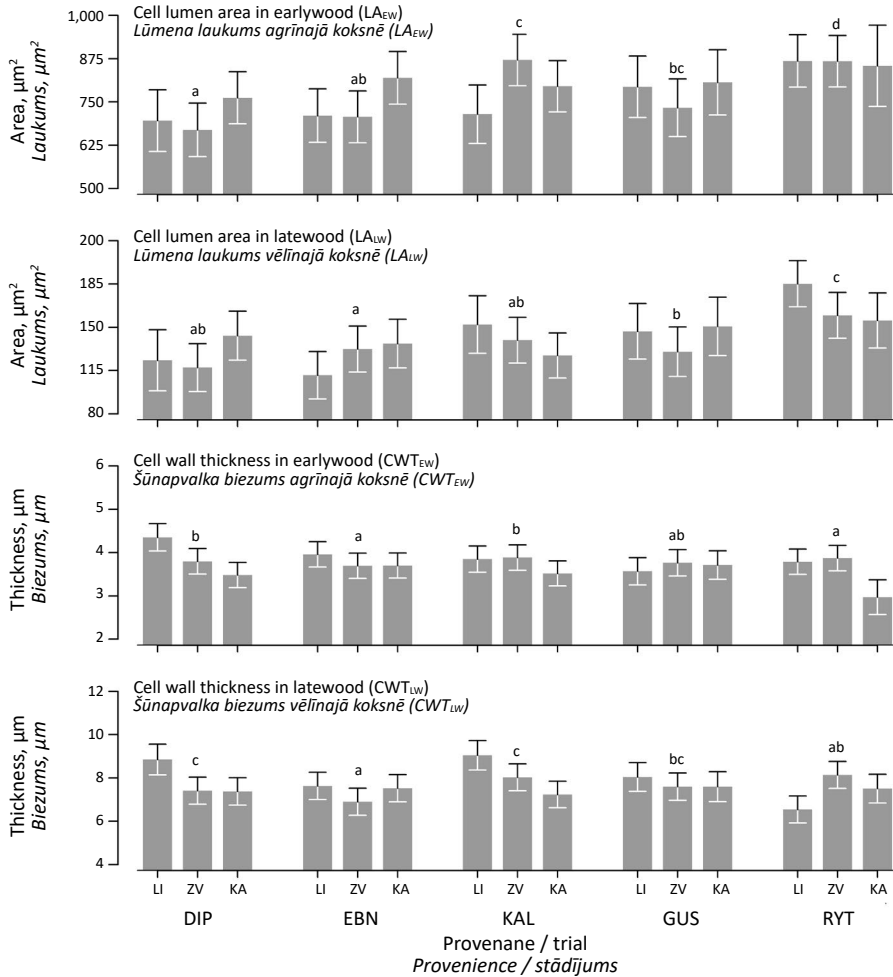 Cell lumen area in earlywood (LAEW)
Lūmena laukums agrīnajā koksnē (LAEW)
Area, µm²
Laukums, µm²
1,000
875
750
625
500
a
ab
c
bc
d
Cell lumen area in latewood (LALW)
Lūmena laukums vēlīnajā koksnē (LALW)
Area, µm²
Laukums, µm²
200
185
150
115
80
ab
a
ab
b
c
Cell wall thickness in earlywood (CWTEW)
Šūnapvalka biezums agrīnajā koksnē (CWTEW)
Thickness, µm
Biezums, µm
6
5
4
3
2
b
a
b
ab
a
Cell wall thickness in latewood (CWTLW)
Šūnapvalka biezums vēlīnajā koksnē (CWTLW)
Thickness, µm
Biezums, µm
12
10
8
6
4
c
a
c
bc
ab
LI ZV KA LI ZV KA LI ZV KA LI ZV KA LI ZV KA
DIP EBN KAL GUS RYT
Provenane / trial
Provenience / stādījums